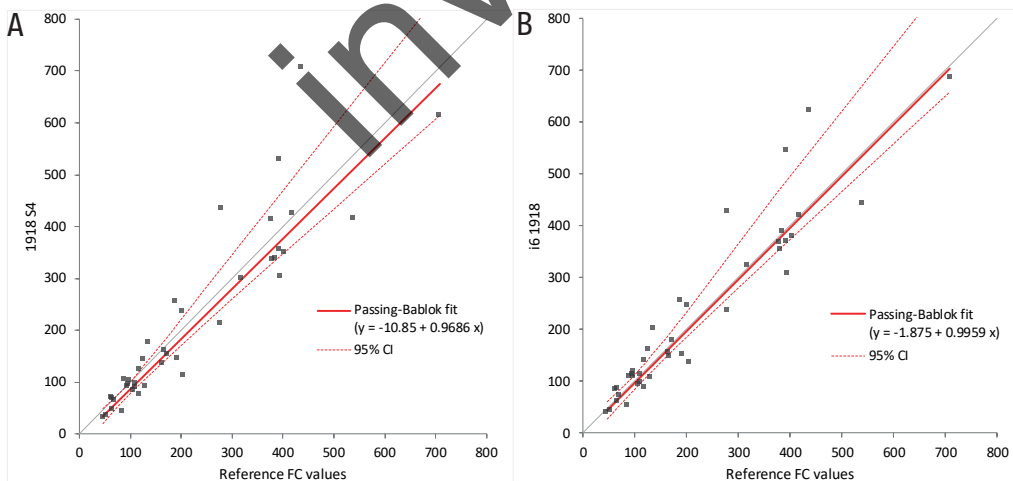 A
800
700
600
500
400
300
200
100
0
1918 S4
0 100 200 300 400 500 600 700 800
Reference FC values
Passing-Bablok fit
(y = -10.85 + 0.9686 x)
95% CI
B
800
700
600
500
400
300
200
100
0
i6 1918
0 100 200 300 400 500 600 700 800
Reference FC values
Passing-Bablok fit
(y = -1.875 + 0.9959 x)
95% CI